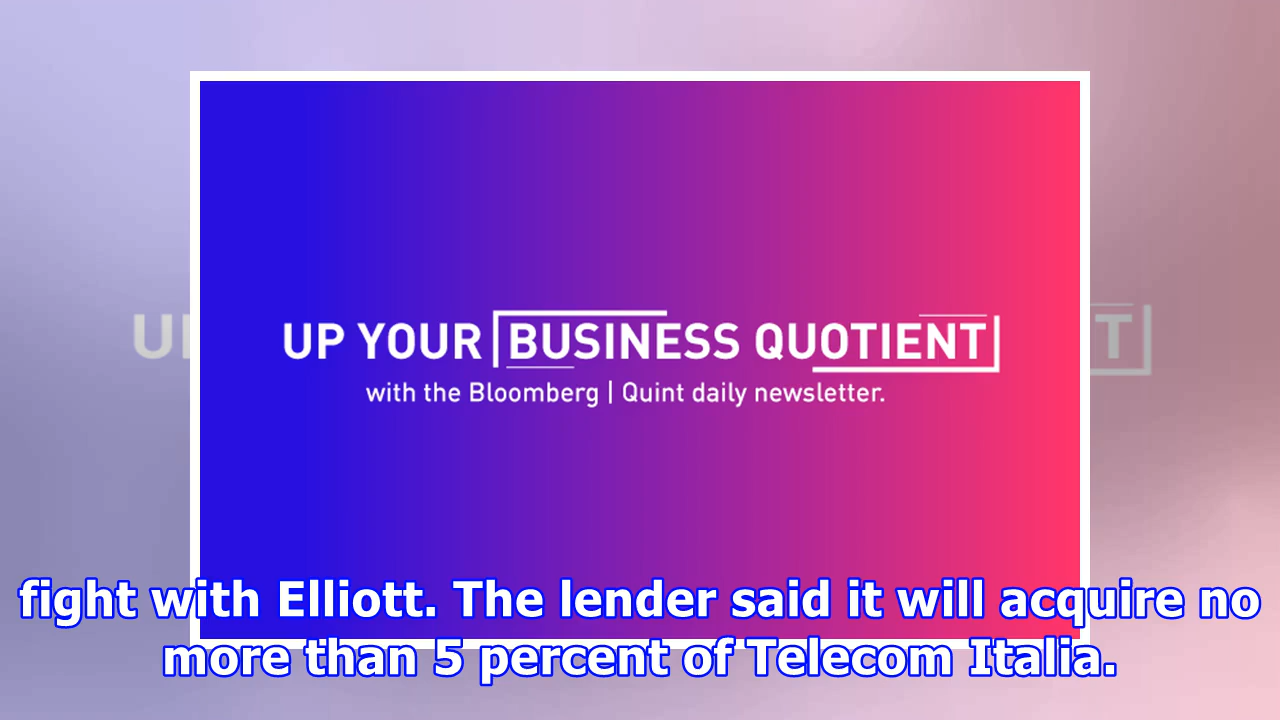 UP YOUR BUSINESS QUOTIENT
with the Bloomberg | Quint daily newsletter.
fight with Elliott. The lender said it will acquire no
more than 5 percent of Telecom Italia.